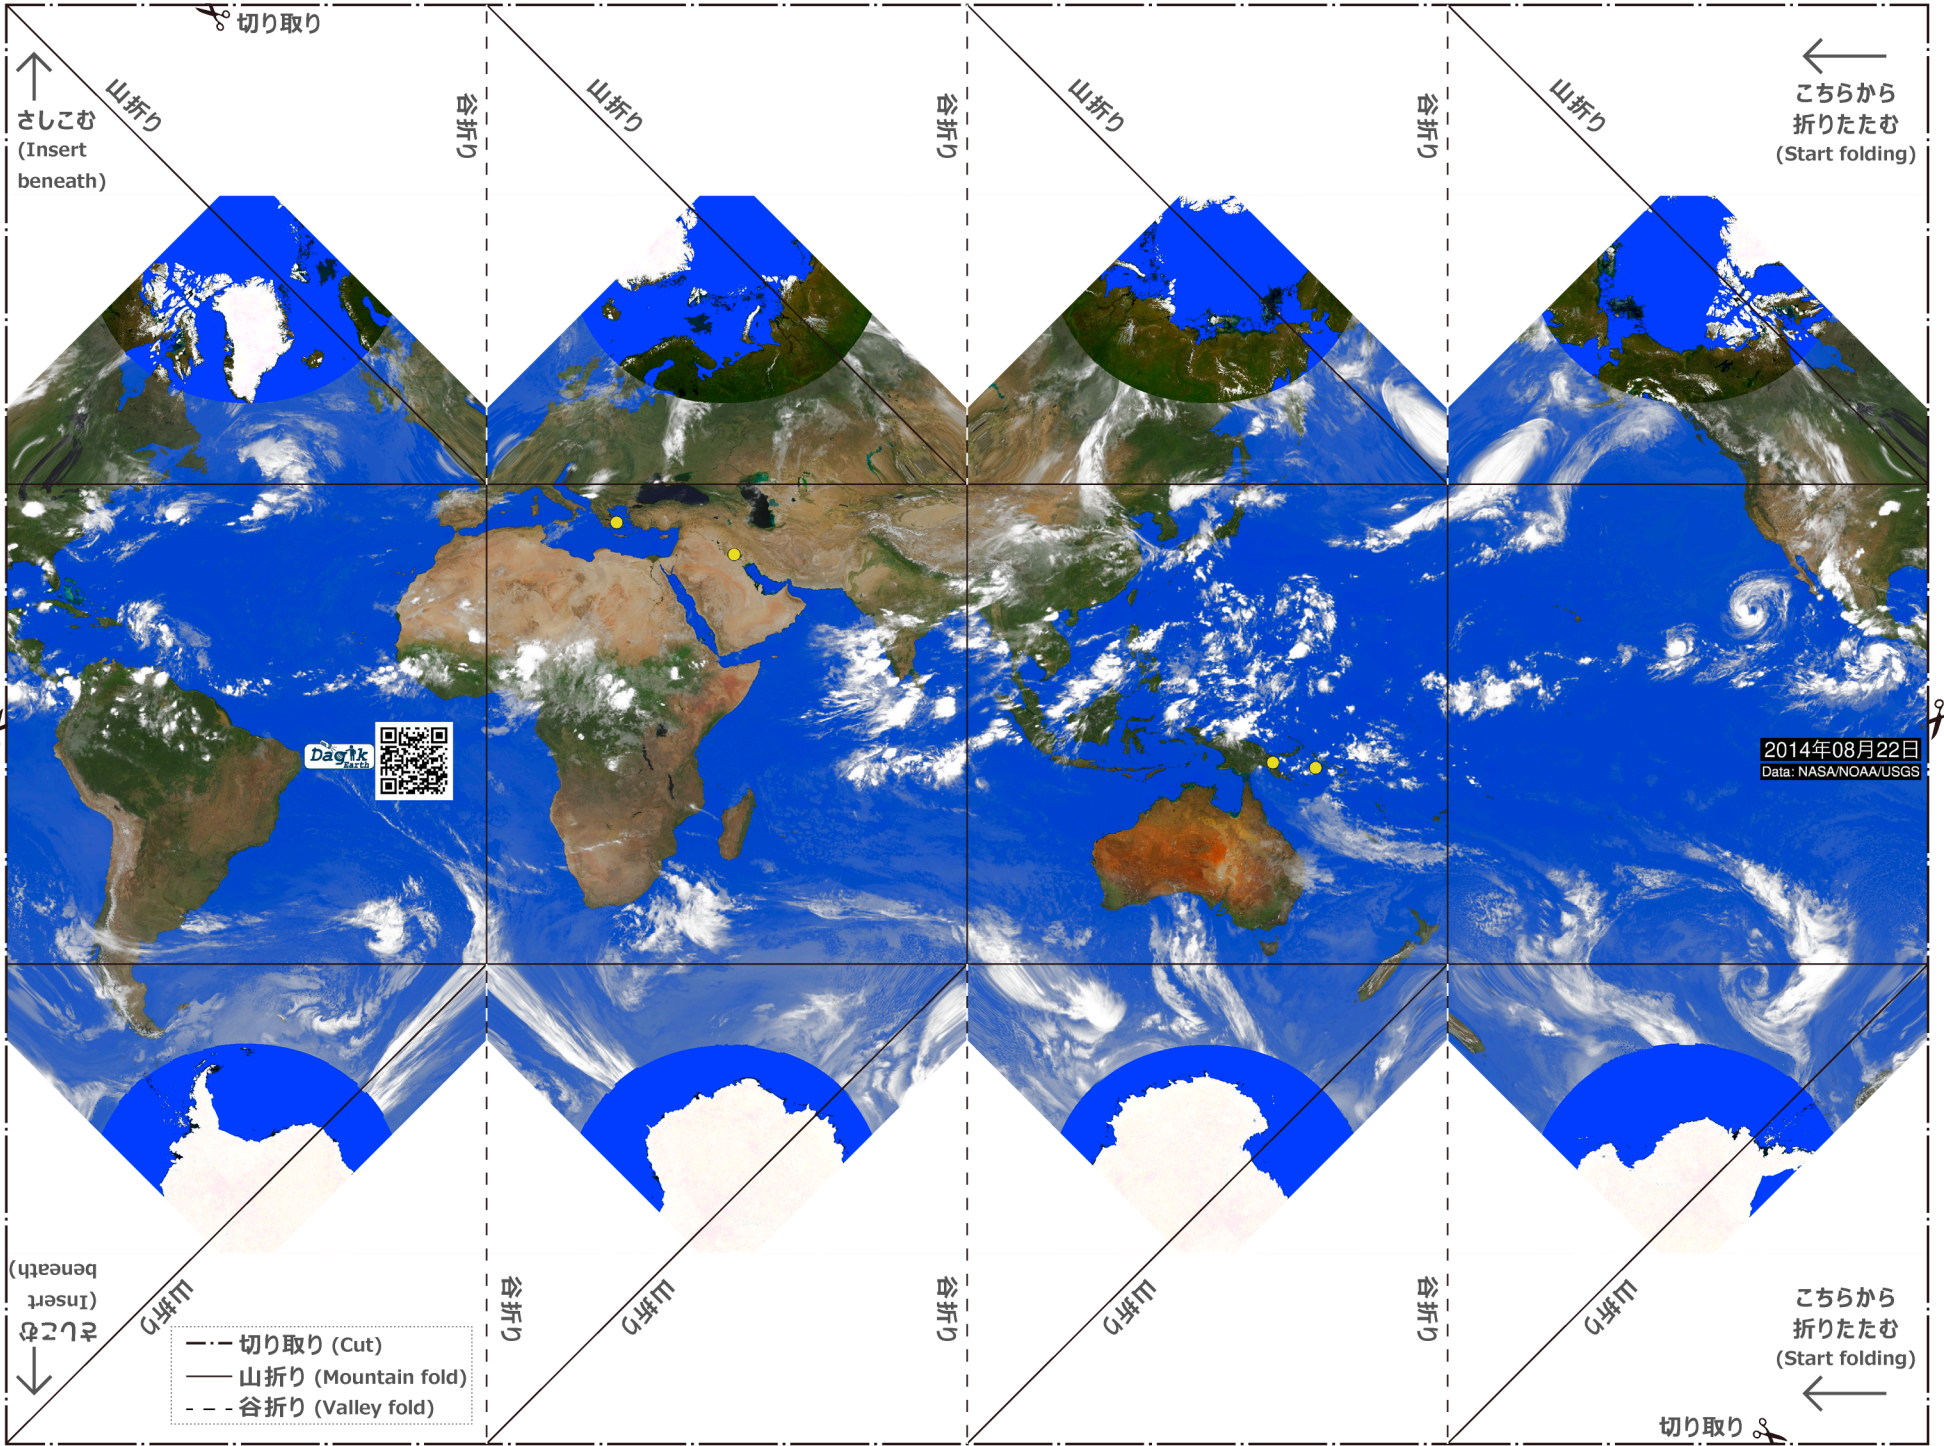 切り取り
山折り
谷折り
山折り
谷折り
山折り
谷折り
山折り
さしこむ
(Insert
beneath)
こちらから
折りたたむ
(Start folding)
Dagik
Earth
2014年08月22日
Data: NASA/NOAA/USGS
さしこむ
(Insert
beneath)
山折り
谷折り
山折り
谷折り
山折り
谷折り
山折り
こちらから
折りたたむ
(Start folding)
切り取り (Cut)
山折り (Mountain fold)
谷折り (Valley fold)
切り取り